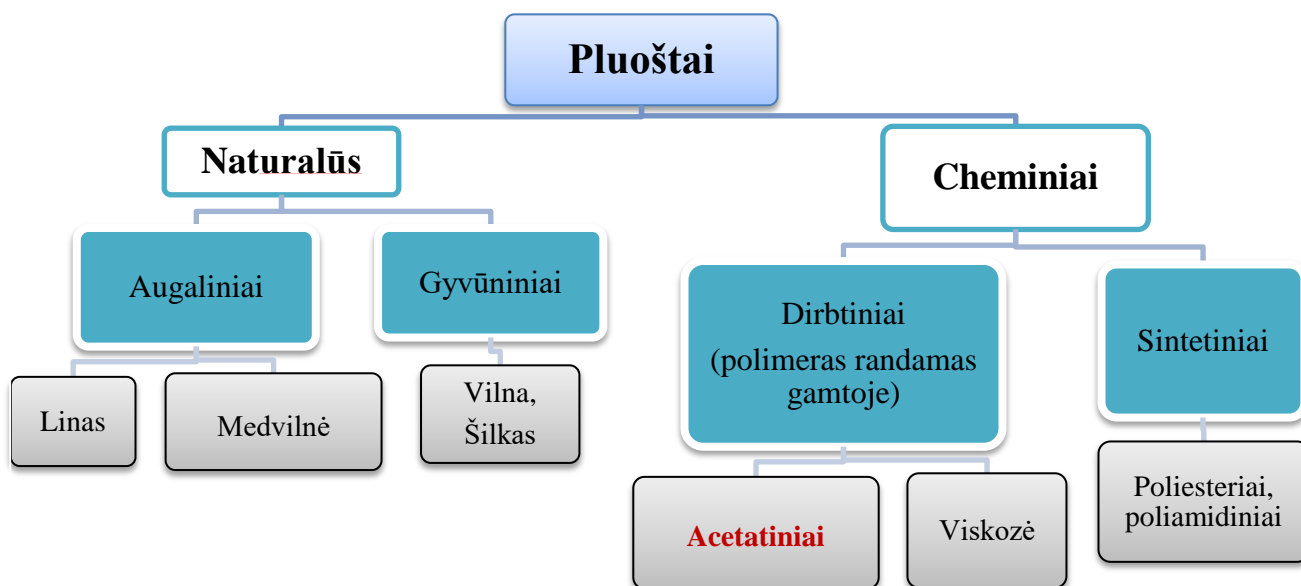 Pluoštai
Naturalūs
Cheminiai
Augaliniai
Gyvūniniai
Dirbtiniai
(polimeras randamas
gamtoje)
Sintetiniai
Linas
Medvilnė
Vilna,
Šilkas
Acetatiniai
Viskozė
Poliesteriai,
poliamidiniai